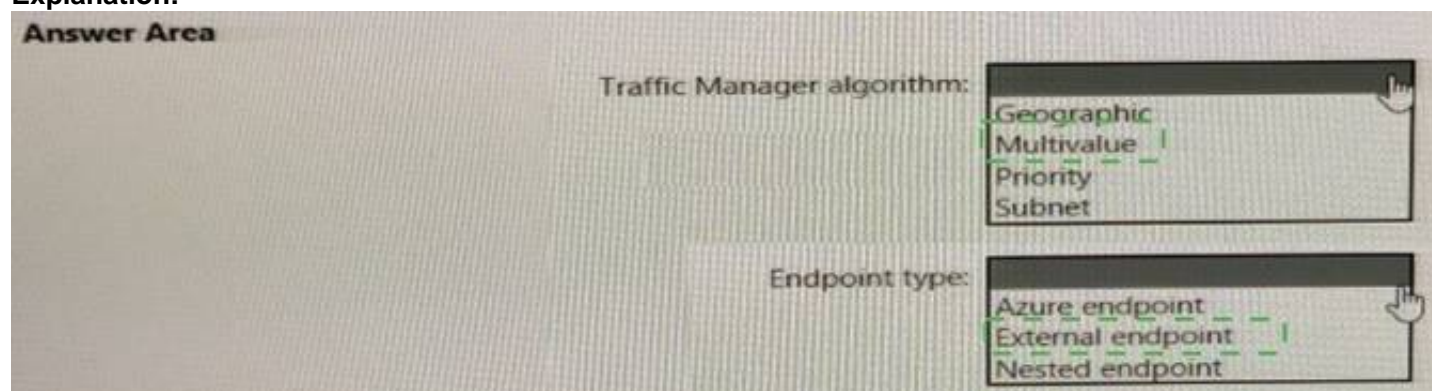 Explanation:
Answer Area
Traffic Manager algorithm:
Geographic
Multivalue
Priority
Subnet
Endpoint type:
Azure endpoint
External endpoint
Nested endpoint